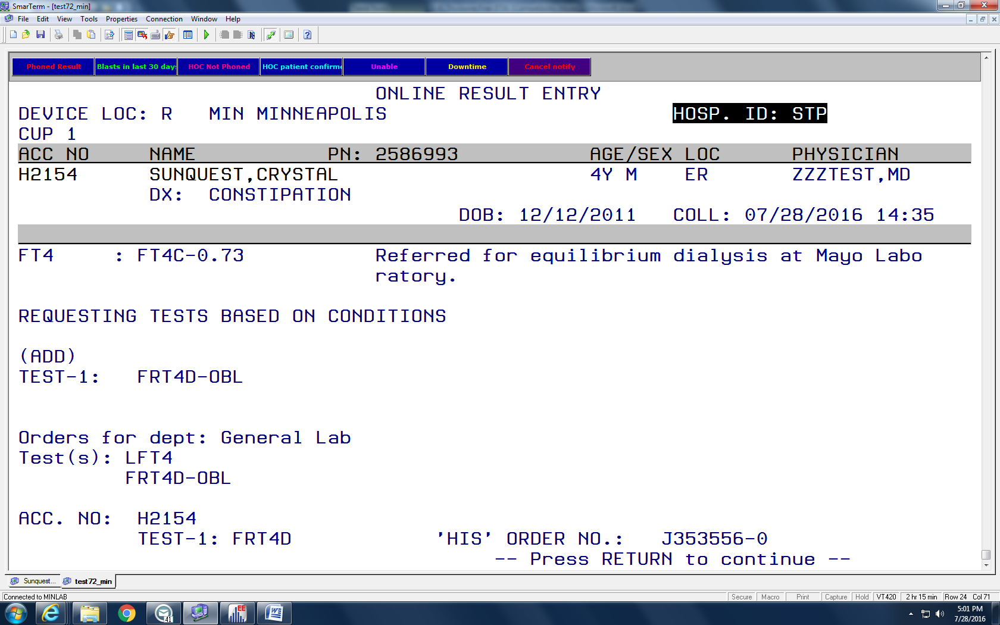 SmarTerm - [test72_min]
File Edit View Tools Properties Connection Window Help
Phoned Result Blasts in last 30 days HOC Not Phoned HOC patient confirme Unable Downtime Cancel notify
ONLINE RESULT ENTRY
DEVICE LOC: R MIN MINNEAPOLIS HOSP. ID: STP
CUP 1
ACC NO NAME PN: 2586993 AGE/SEX LOC PHYSICIAN
H2154 SUNQUEST,CRYSTAL 4Y M ER ZZZTEST,MD
DX: CONSTIPATION
DOB: 12/12/2011 COLL: 07/28/2016 14:35
FT4 : FT4C-0.73 Referred for equilibrium dialysis at Mayo Labo
ratory.
REQUESTING TESTS BASED ON CONDITIONS
(ADD)
TEST-1: FRT4D-OBL
Orders for dept: General Lab
Test(s): LFT4
FRT4D-OBL
ACC. NO: H2154
TEST-1: FRT4D 'HIS' ORDER NO.: J353556-0
-- Press RETURN to continue --
Sunquest... test72_min
Connected to MINLAB Secure Macro Print Capture Hold VT420 2 hr 15 min Row 24 Col 71
41 EE 5:01 PM
7/28/2016